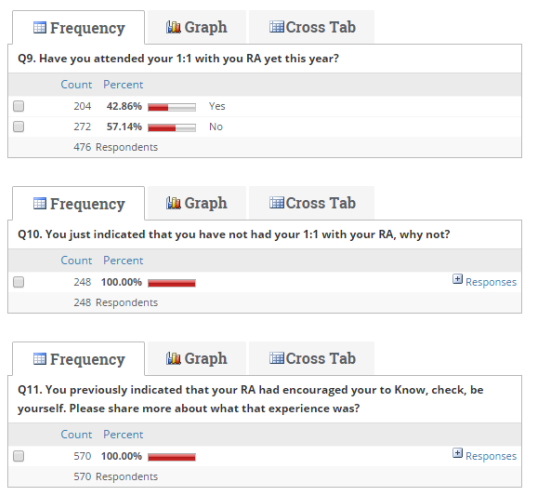 Frequency Graph Cross Tab
Q9. Have you attended your 1:1 with you RA yet this year?
Count Percent
204 42.86% Yes
272 57.14% No
476 Respondents
Frequency Graph Cross Tab
Q10. You just indicated that you have not had your 1:1 with your RA, why not?
Count Percent
248 100.00% Responses
248 Respondents
Frequency Graph Cross Tab
Q11. You previously indicated that your RA had encouraged your to Know, check, be
yourself. Please share more about what that experience was?
Count Percent
570 100.00% Responses
570 Respondents